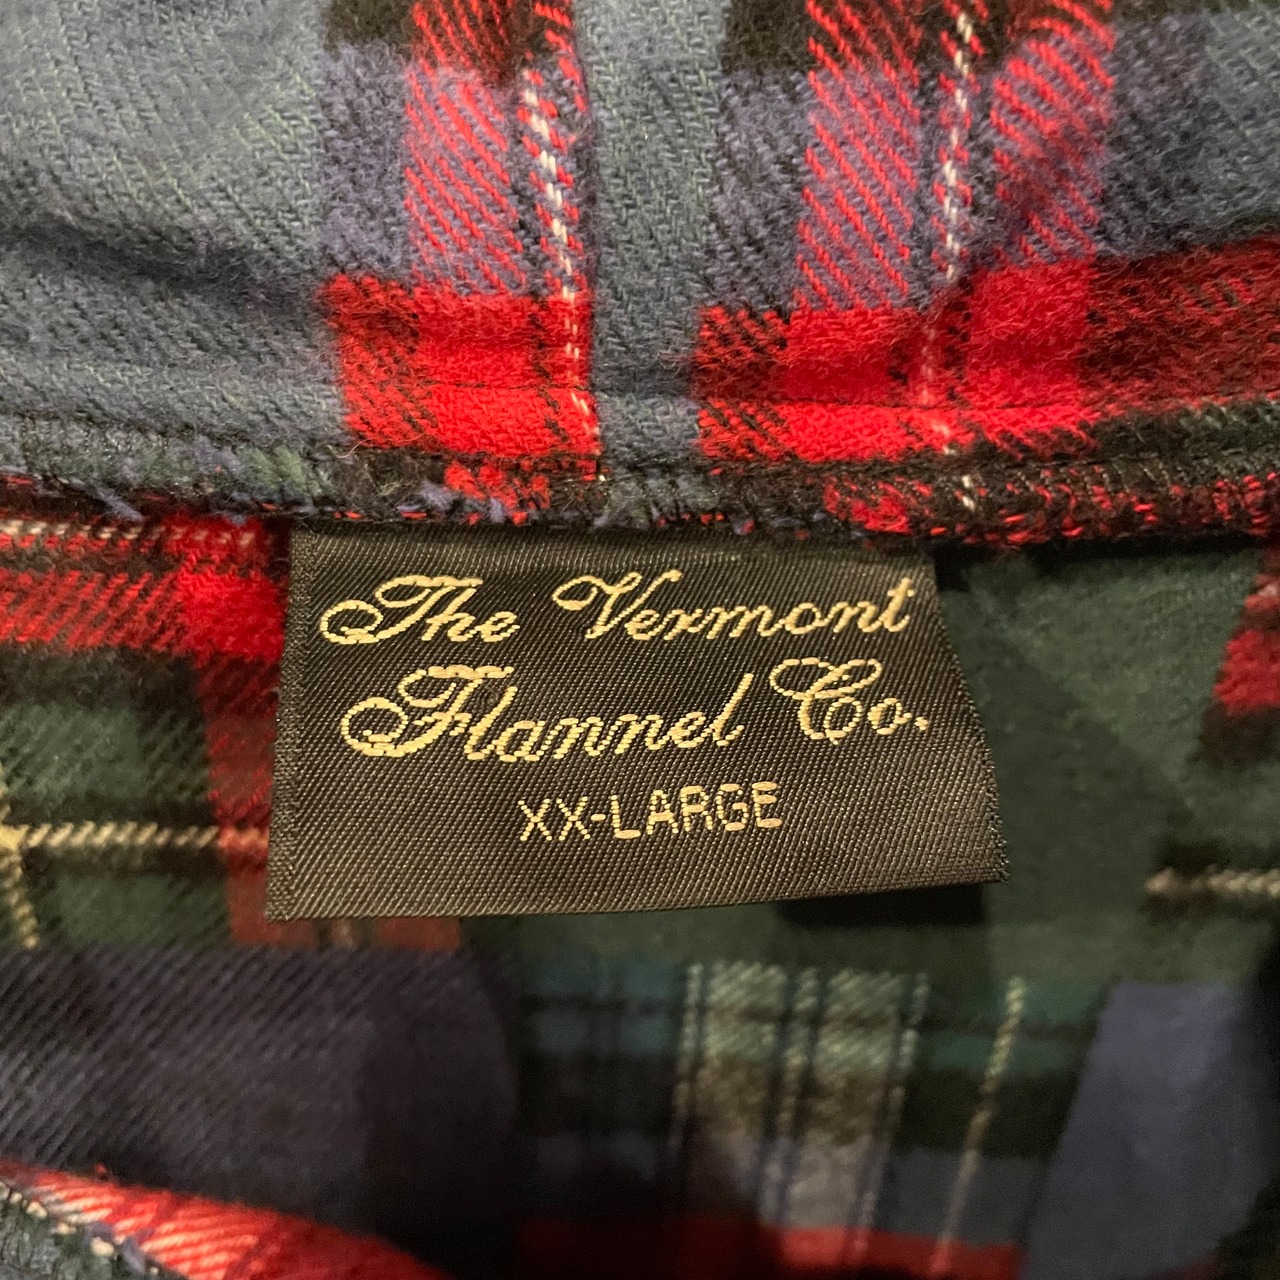 The Vermont
Flannel Co.
XX-LARGE